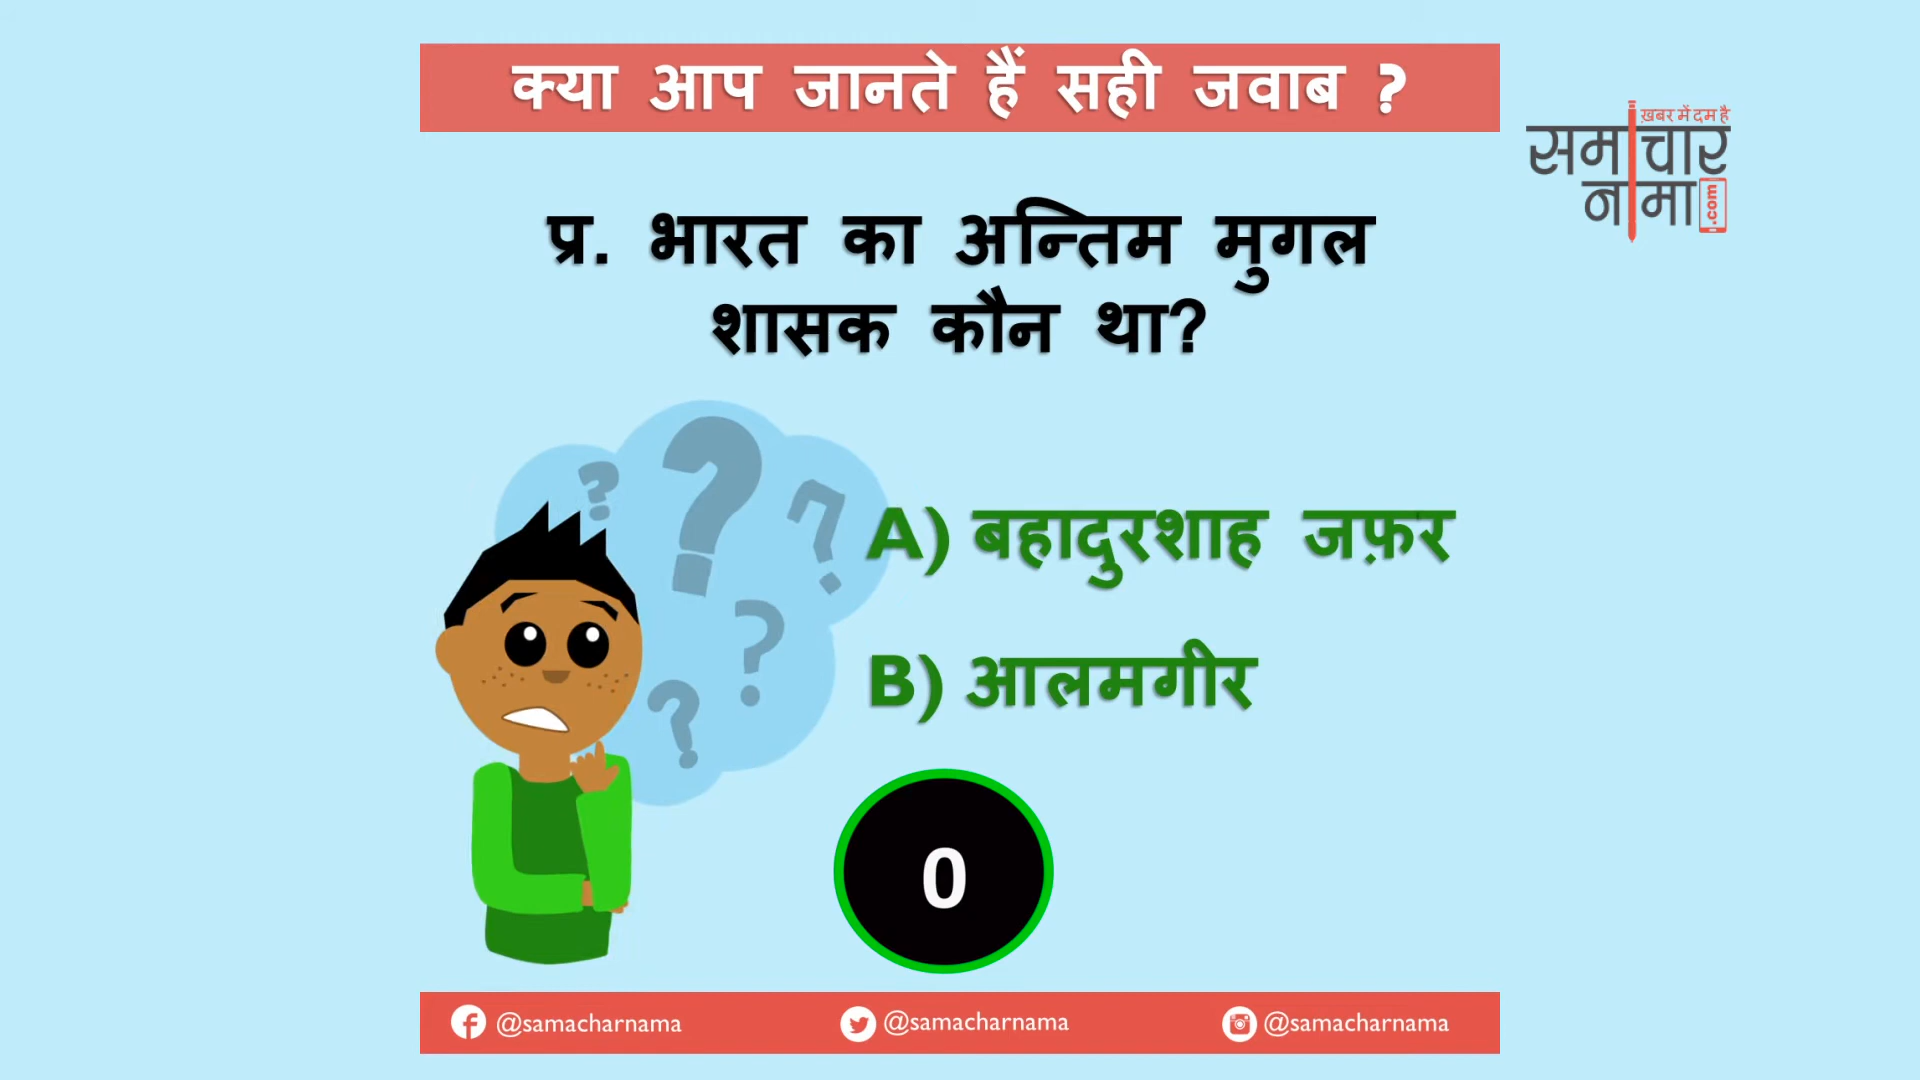 क्या आप जानते हैं सही जवाब ?
ख़बर में दम है
समाचार
नामा.com
प्र. भारत का अन्तिम मुगल
शासक कौन था?
A) बहादुरशाह जफ़र
B) आलमगीर
0
@samacharnama @samacharnama @samacharnama